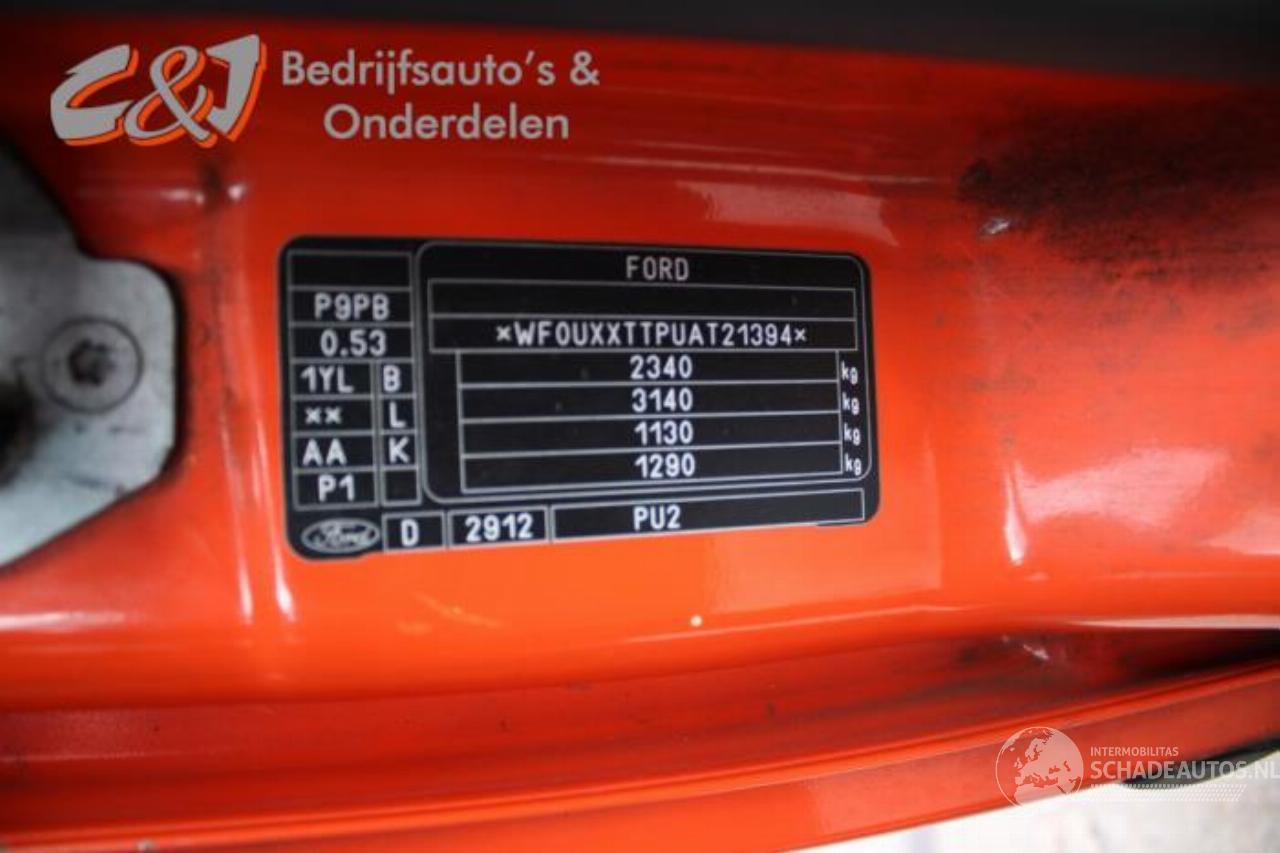 C&J Bedrijfsauto's &
Onderdelen
FORD
P9PB
*WF0UXXTTPUAT21394*
0.53
2340 kg
1YL B
3140 kg
** L
1130 kg
AA K
1290 kg
P1
Ford D 2912 PU2
INTERMOBILITAS
SCHADEAUTOS.NL